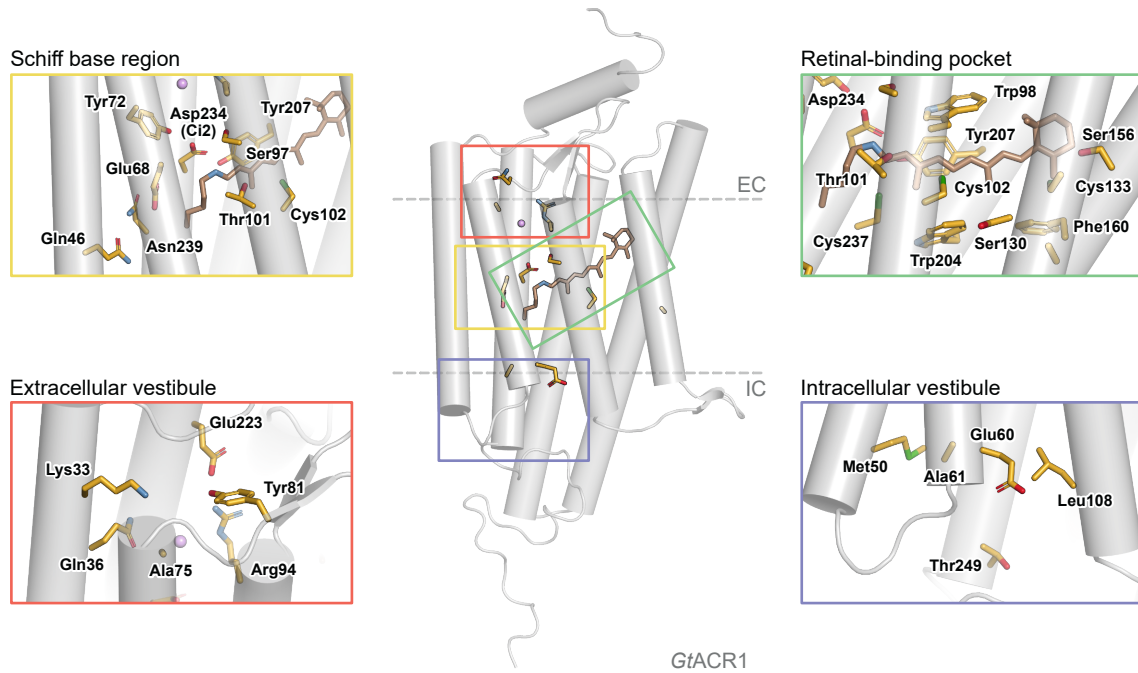 Schiff base region
Tyr72
Asp234
(Ci2)
Tyr207
Ser97
Glu68
Thr101
Cys102
Gln46
Asn239
Retinal-binding pocket
Asp234
Trp98
Tyr207
Ser156
Thr101
Cys102
Cys133
Cys237
Ser130
Phe160
Trp204
EC
IC
Extracellular vestibule
Glu223
Lys33
Tyr81
Gln36
Ala75
Arg94
Intracellular vestibule
Glu60
Met50
Ala61
Leu108
Thr249
GtACR1